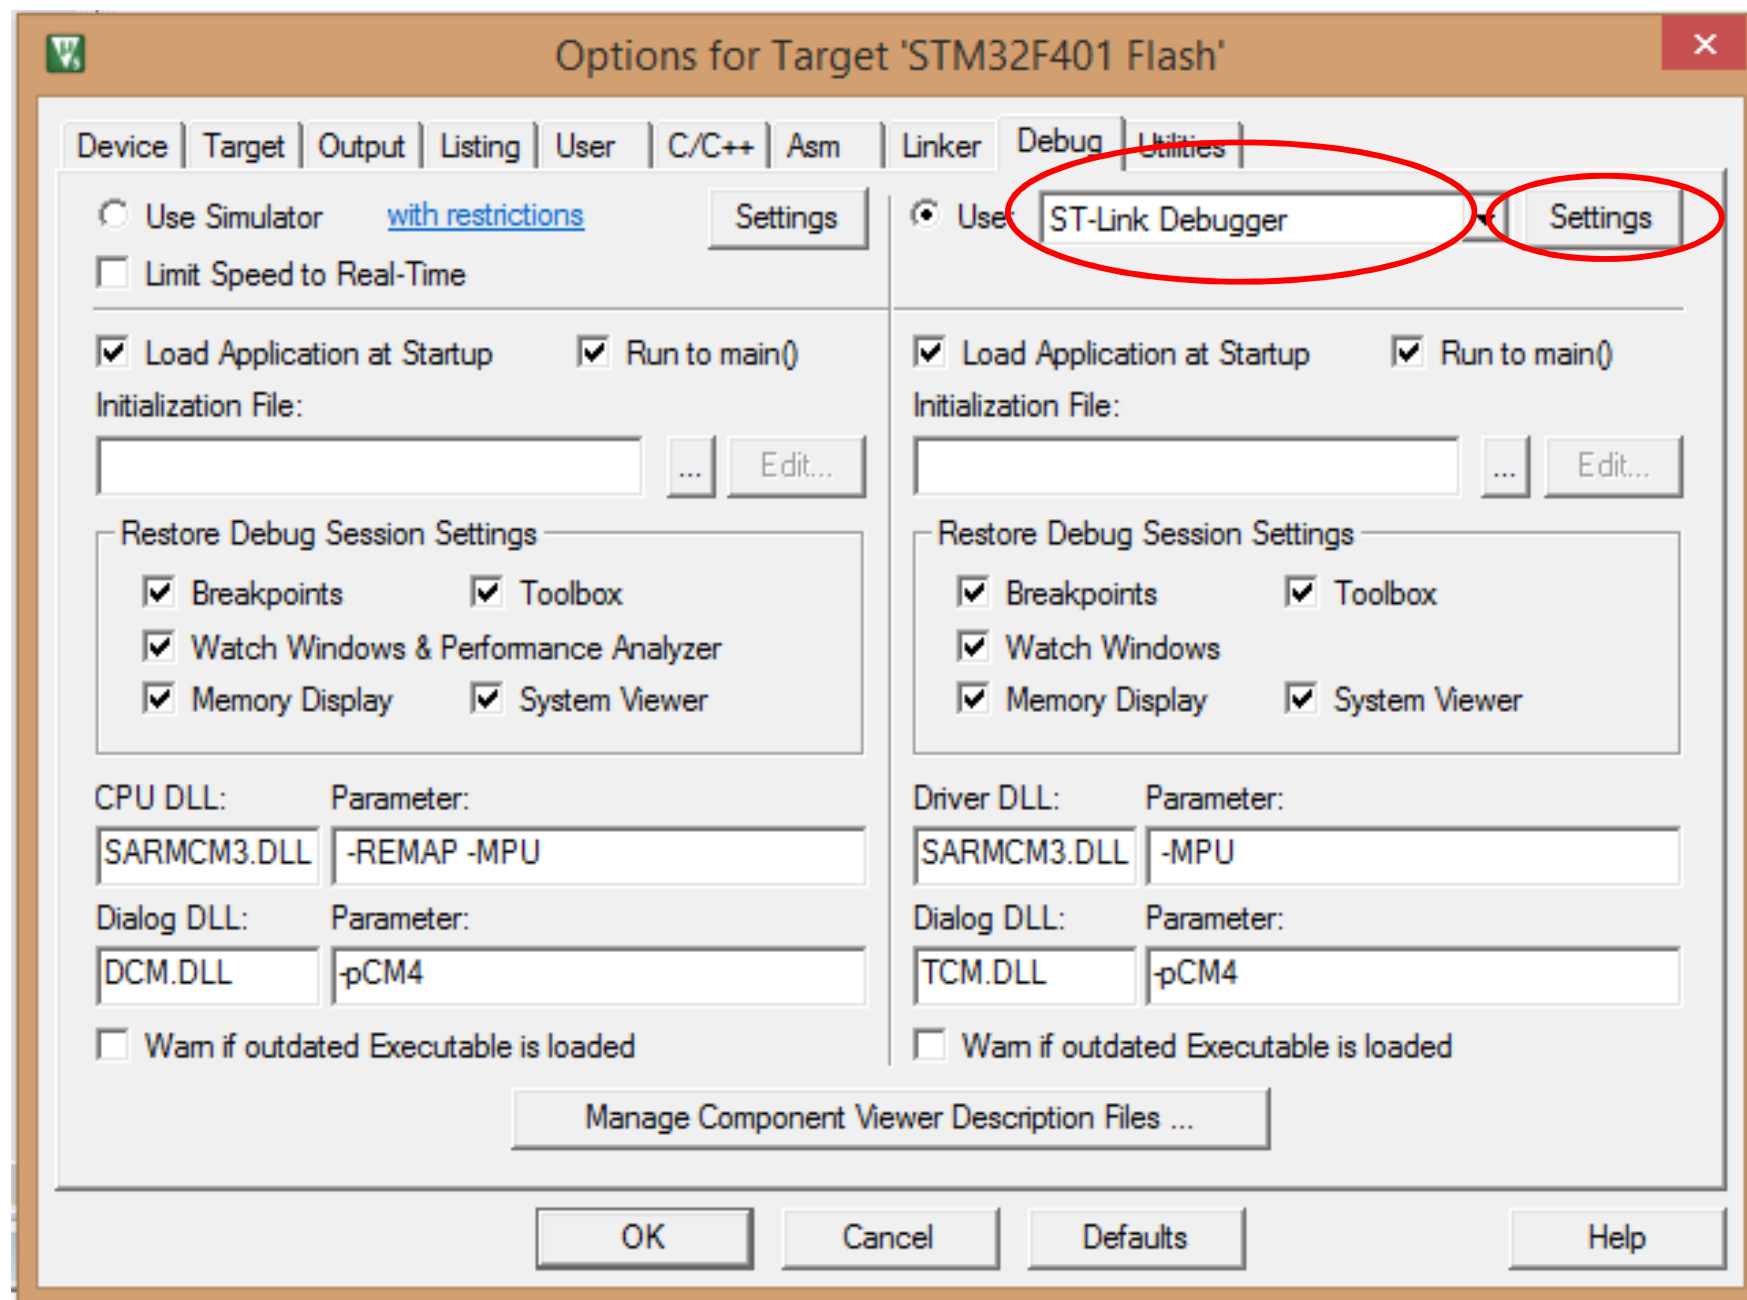 Options for Target 'STM32F401 Flash'
Device Target Output Listing User C/C++ Asm Linker Debug Utilities
Use Simulator with restrictions Settings
Limit Speed to Real-Time
Load Application at Startup Run to main()
Initialization File:
... Edit...
Restore Debug Session Settings
Breakpoints Toolbox
Watch Windows & Performance Analyzer
Memory Display System Viewer
CPU DLL: Parameter:
SARMCM3.DLL -REMAP -MPU
Dialog DLL: Parameter:
DCM.DLL -pCM4
Warn if outdated Executable is loaded
Use: ST-Link Debugger Settings
Load Application at Startup Run to main()
Initialization File:
... Edit...
Restore Debug Session Settings
Breakpoints Toolbox
Watch Windows
Memory Display System Viewer
Driver DLL: Parameter:
SARMCM3.DLL -MPU
Dialog DLL: Parameter:
TCM.DLL -pCM4
Warn if outdated Executable is loaded
Manage Component Viewer Description Files ...
OK Cancel Defaults Help